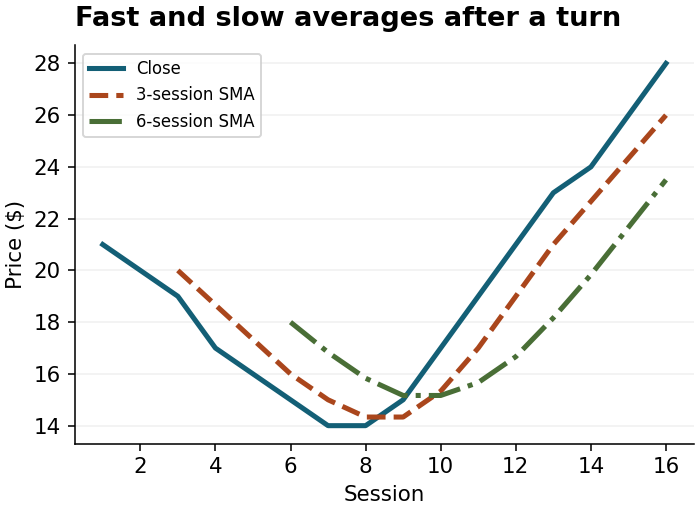 Fast and slow averages after a turn
Close
3-session SMA
6-session SMA
Price ($)
28
26
24
22
20
18
16
14
2 4 6 8 10 12 14 16
Session